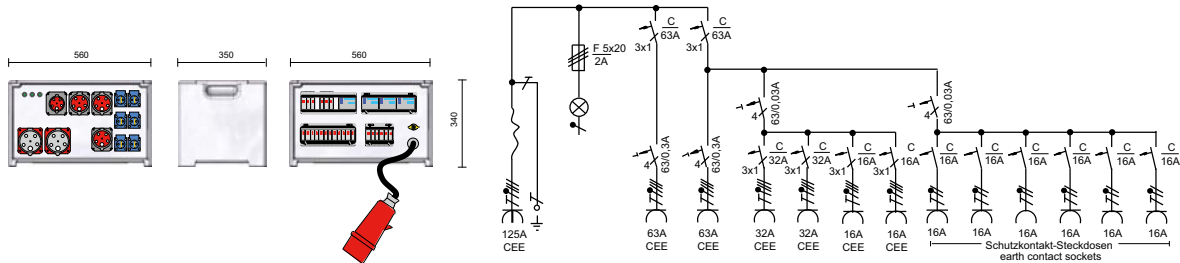 560
350
560
340
C
63A
3x1
C
63A
3x1
F 5x20
2A
4
63/0,03A
4
63/0,03A
4
63/0,3A
4
63/0,3A
C
32A
3x1
C
32A
3x1
C
16A
3x1
C
16A
3x1
C
16A
C
16A
C
16A
C
16A
C
16A
C
16A
125A
CEE
63A
CEE
63A
CEE
32A
CEE
32A
CEE
16A
CEE
16A
CEE
16A
16A
16A
16A
16A
16A
Schutzkontakt-Steckdosen
earth contact sockets